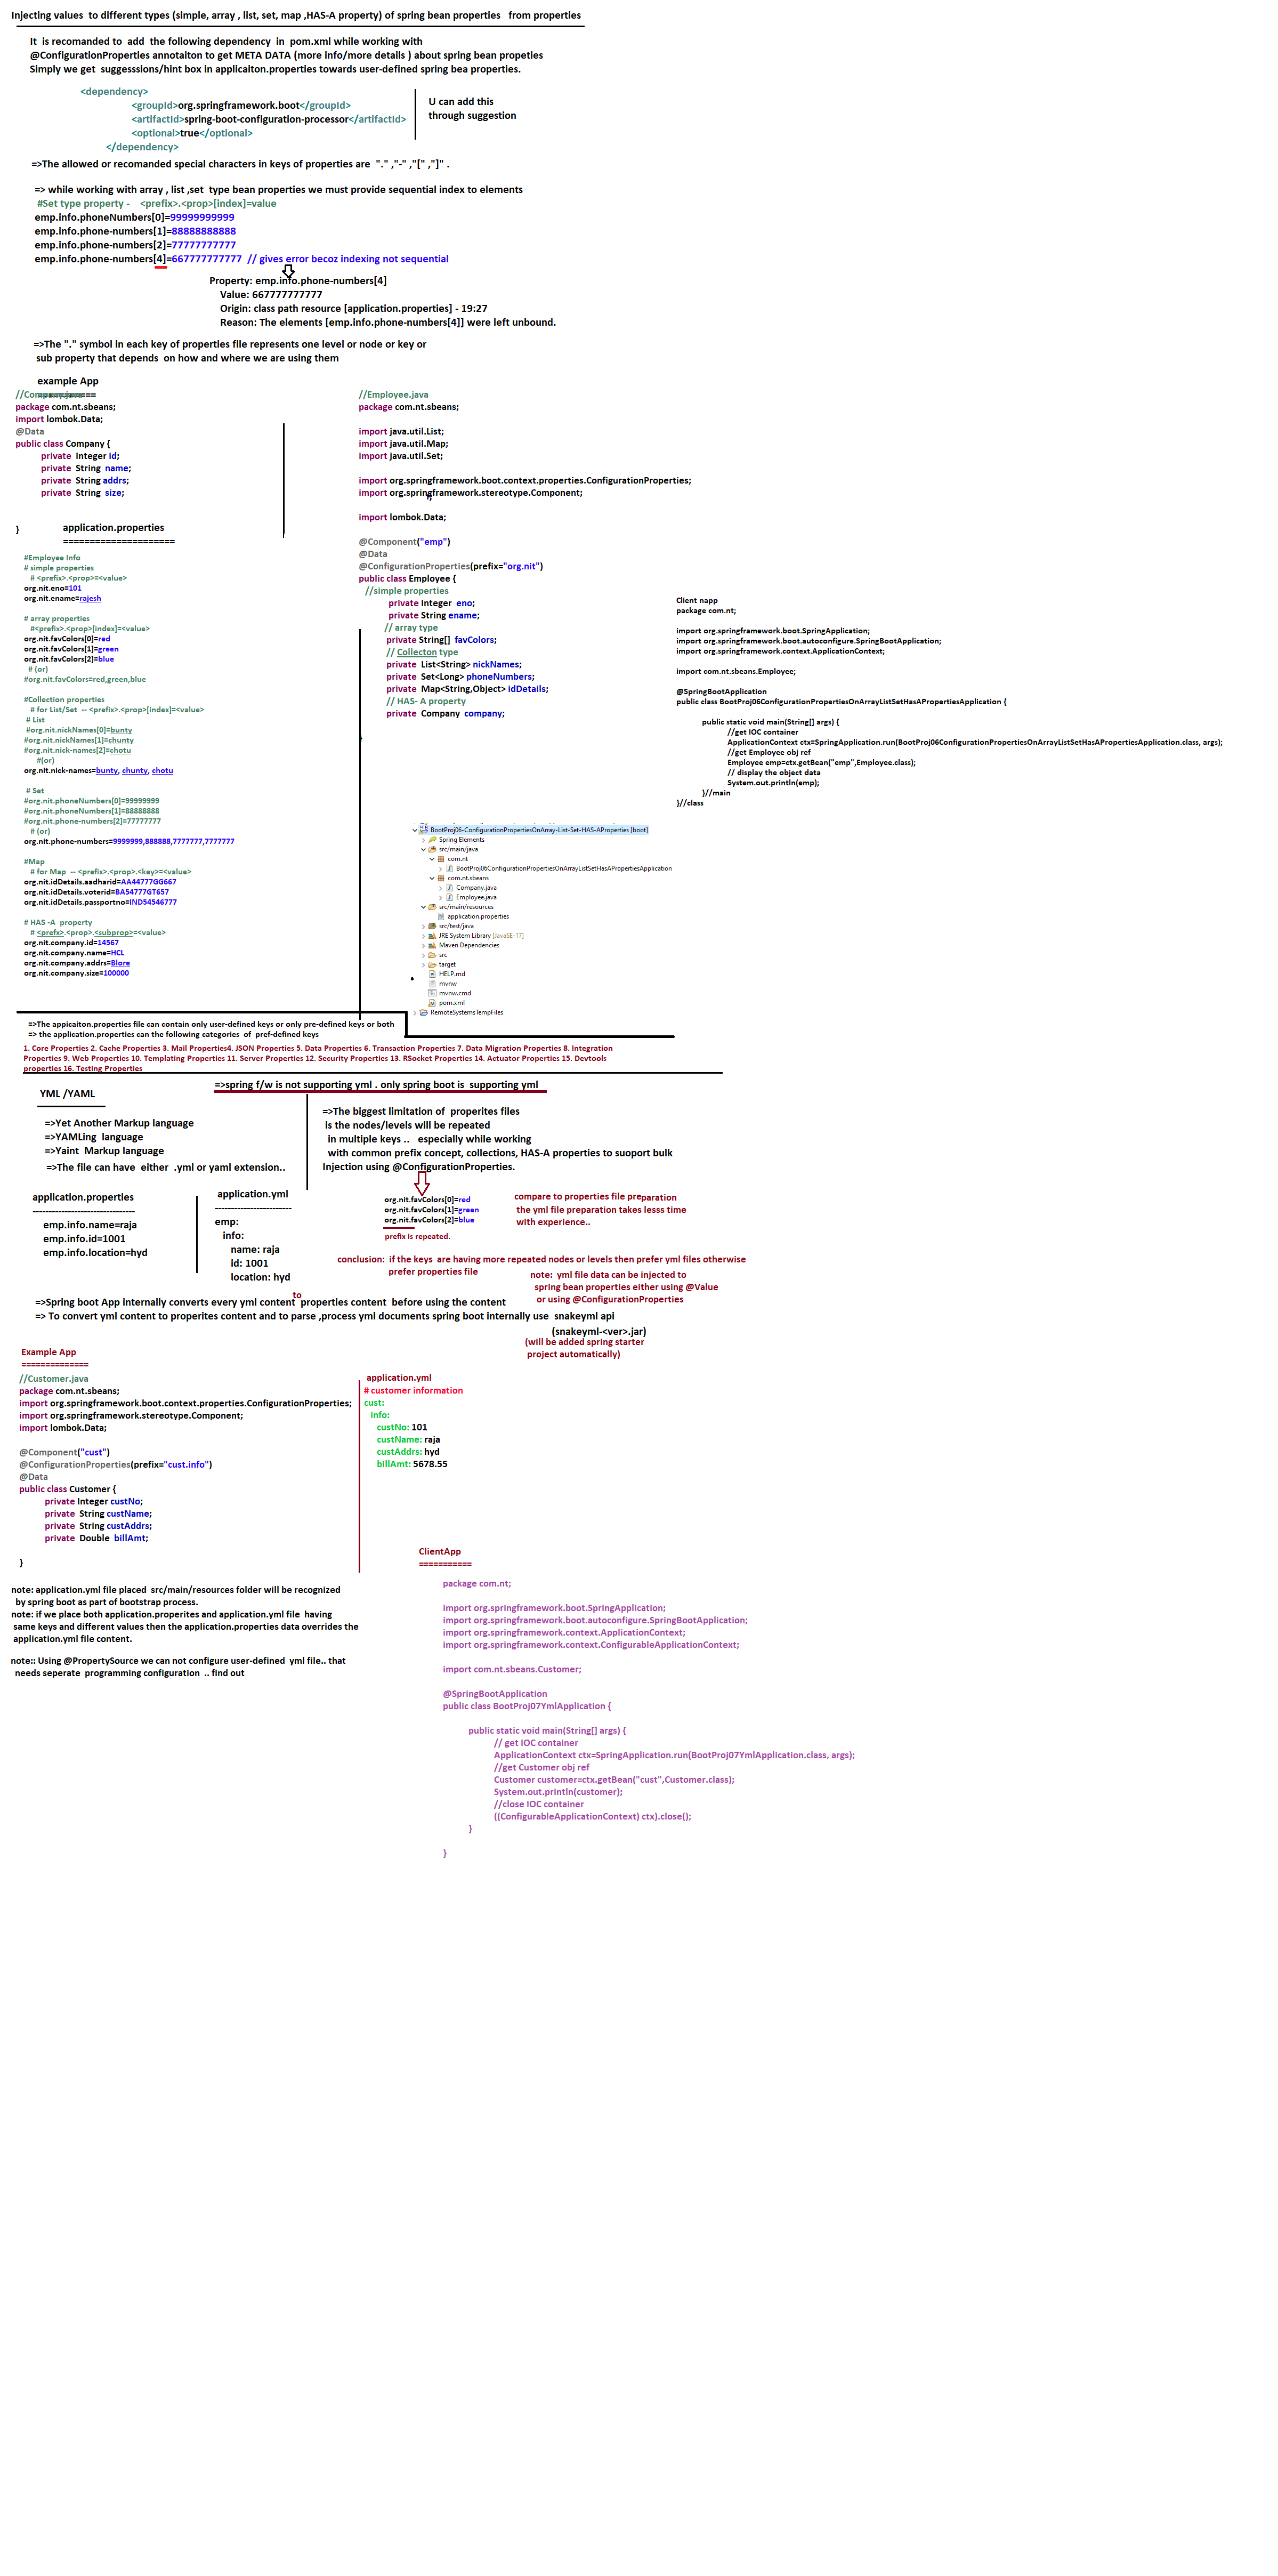 Injecting values  to different types (simple, array , list, set, map ,HAS-A property) of spring bean properties   from properties
It  is recomanded to  add  the following dependency  in  pom.xml while working with
@ConfigurationProperties annotaiton to get META DATA (more info/more details ) about spring bean propeties
Simply we get  suggesssions/hint box in applicaiton.properties towards user-defined spring bea properties.
<dependency>
<groupId>org.springframework.boot</groupId>
<artifactId>spring-boot-configuration-processor</artifactId>
<optional>true</optional>
</dependency>
U can add this
through suggestion
=>The allowed or recomanded special characters in keys of properties are  "." ,"-" ,"[" ,"]" .
=> while working with array , list ,set  type bean properties we must provide sequential index to elements
#Set type property -    <prefix>.<prop>[index]=value
emp.info.phoneNumbers[0]=99999999999
emp.info.phone-numbers[1]=88888888888
emp.info.phone-numbers[2]=77777777777
emp.info.phone-numbers[4]=667777777777  // gives error becoz indexing not sequential
Property: emp.info.phone-numbers[4]
Value: 667777777777
Origin: class path resource [application.properties] - 19:27
Reason: The elements [emp.info.phone-numbers[4]] were left unbound.
=>The "." symbol in each key of properties file represents one level or node or key or
sub property that depends  on how and where we are using them
example App
===========
//Company.java
package com.nt.sbeans;
import lombok.Data;
@Data
public class Company {
private  Integer id;
private  String  name;
private  String addrs;
private  String  size;
}
application.properties
=====================
#Employee Info
# simple properties
# <prefix>.<prop>=<value>
org.nit.eno=101
org.nit.ename=rajesh
# array properties
#<prefix>.<prop>[index]=<value>
org.nit.favColors[0]=red
org.nit.favColors[1]=green
org.nit.favColors[2]=blue
# (or)
#org.nit.favColors=red,green,blue
#Collection properties
# for List/Set  -- <prefix>.<prop>[index]=<value>
# List
#org.nit.nickNames[0]=bunty
#org.nit.nickNames[1]=chunty
#org.nit.nick-names[2]=chotu
#(or)
org.nit.nick-names=bunty, chunty, chotu
# Set
#org.nit.phoneNumbers[0]=99999999
#org.nit.phoneNumbers[1]=88888888
#org.nit.phone-numbers[2]=77777777
# (or)
org.nit.phone-numbers=9999999,888888,7777777,7777777
#Map
# for Map  -- <prefix>.<prop>.<key>=<value>
org.nit.idDetails.aadharid=AA44777GG667
org.nit.idDetails.voterid=BA54777GT657
org.nit.idDetails.passportno=IND54546777
# HAS -A  property
# <prefx>.<prop>.<subprop>=<value>
org.nit.company.id=14567
org.nit.company.name=HCL
org.nit.company.addrs=Blore
org.nit.company.size=100000
//Employee.java
package com.nt.sbeans;
import java.util.List;
import java.util.Map;
import java.util.Set;
import org.springframework.boot.context.properties.ConfigurationProperties;
import org.springframework.stereotype.Component;
import lombok.Data;
@Component("emp")
@Data
@ConfigurationProperties(prefix="org.nit")
public class Employee {
//simple properties
private Integer  eno;
private String ename;
// array type
private String[]  favColors;
// Collecton type
private  List<String> nickNames;
private  Set<Long> phoneNumbers;
private  Map<String,Object> idDetails;
// HAS- A property
private  Company  company;
}
Client napp
package com.nt;
import org.springframework.boot.SpringApplication;
import org.springframework.boot.autoconfigure.SpringBootApplication;
import org.springframework.context.ApplicationContext;
import com.nt.sbeans.Employee;
@SpringBootApplication
public class BootProj06ConfigurationPropertiesOnArrayListSetHasAPropertiesApplication {
public static void main(String[] args) {
//get IOC container
ApplicationContext ctx=SpringApplication.run(BootProj06ConfigurationPropertiesOnArrayListSetHasAPropertiesApplication.class, args);
//get Employee obj ref
Employee emp=ctx.getBean("emp",Employee.class);
// display the object data
System.out.println(emp);
}//main
}//class
BootProj06-ConfigurationPropertiesOnArray-List-Set-HAS-AProperties [boot]
Spring Elements
src/main/java
com.nt
BootProj06ConfigurationPropertiesOnArrayListSetHasAPropertiesApplication
com.nt.sbeans
Company.java
Employee.java
src/main/resources
application.properties
src/test/java
JRE System Library [JavaSE-17]
Maven Dependencies
src
target
HELP.md
mvnw
mvnw.cmd
pom.xml
RemoteSystemsTempFiles
=>The appicaiton.properties file can contain only user-defined keys or only pre-defined keys or both
=> the application.properties can the following categories  of  pref-defined keys
1. Core Properties 2. Cache Properties 3. Mail Properties4. JSON Properties 5. Data Properties 6. Transaction Properties 7. Data Migration Properties 8. Integration
Properties 9. Web Properties 10. Templating Properties 11. Server Properties 12. Security Properties 13. RSocket Properties 14. Actuator Properties 15. Devtools
properties 16. Testing Properties
=>spring f/w is not supporting yml . only spring boot is  supporting yml
YML /YAML
=>Yet Another Markup language
=>YAMLing  language
=>Yaint  Markup language
=>The file can have  either  .yml or yaml extension..
=>The biggest limitation of  properites files
is the nodes/levels will be repeated
in multiple keys ..   especially while working
with common prefix concept, collections, HAS-A properties to suoport bulk
Injection using @ConfigurationProperties.
application.properties
--------------------------------
emp.info.name=raja
emp.info.id=1001
emp.info.location=hyd
application.yml
------------------------
emp:
info:
name: raja
id: 1001
location: hyd
org.nit.favColors[0]=red
org.nit.favColors[1]=green
org.nit.favColors[2]=blue
prefix is repeated.
compare to properties file preparation
the yml file preparation takes lesss time
with experience..
conclusion:  if the keys  are having more repeated nodes or levels then prefer yml files otherwise
prefer properties file
note:  yml file data can be injected to
spring bean properties either using @Value
or using @ConfigurationProperties
to
=>Spring boot App internally converts every yml content  properties content  before using the content
=> To convert yml content to properites content and to parse ,process yml documents spring boot internally use  snakeyml api
(snakeyml-<ver>.jar)
(will be added spring starter
project automatically)
Example App
==============
//Customer.java
package com.nt.sbeans;
import org.springframework.boot.context.properties.ConfigurationProperties;
import org.springframework.stereotype.Component;
import lombok.Data;
@Component("cust")
@ConfigurationProperties(prefix="cust.info")
@Data
public class Customer {
private Integer custNo;
private  String custName;
private  String custAddrs;
private  Double  billAmt;
}
application.yml
# customer information
cust:
info:
custNo: 101
custName: raja
custAddrs: hyd
billAmt: 5678.55
note: application.yml file placed  src/main/resources folder will be recognized
by spring boot as part of bootstrap process.
note: if we place both application.properites and application.yml file  having
same keys and different values then the application.properties data overrides the
application.yml file content.
note:: Using @PropertySource we can not configure user-defined  yml file.. that
needs seperate  programming configuration  .. find out
ClientApp
===========
package com.nt;
import org.springframework.boot.SpringApplication;
import org.springframework.boot.autoconfigure.SpringBootApplication;
import org.springframework.context.ApplicationContext;
import org.springframework.context.ConfigurableApplicationContext;
import com.nt.sbeans.Customer;
@SpringBootApplication
public class BootProj07YmlApplication {
public static void main(String[] args) {
// get IOC container
ApplicationContext ctx=SpringApplication.run(BootProj07YmlApplication.class, args);
//get Customer obj ref
Customer customer=ctx.getBean("cust",Customer.class);
System.out.println(customer);
//close IOC container
((ConfigurableApplicationContext) ctx).close();
}
}